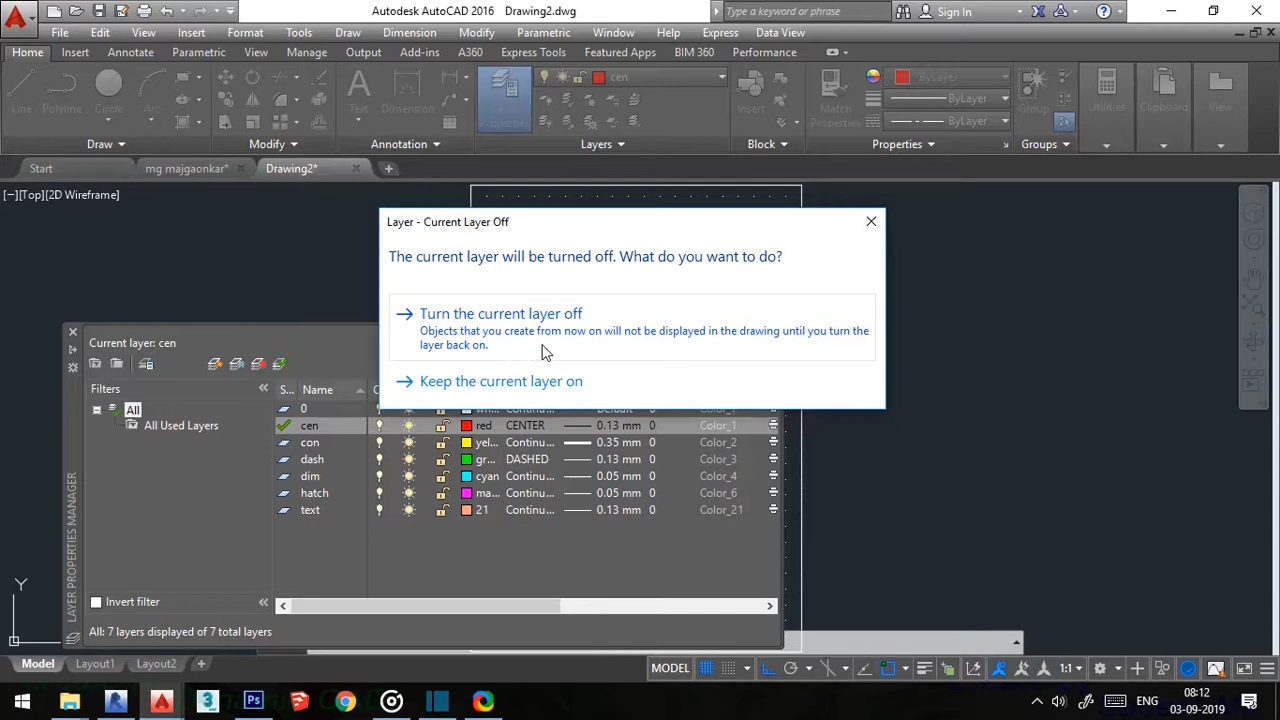 Autodesk AutoCAD 2016 Drawing2.dwg
Type a keyword or phrase
Sign In
File Edit View Insert Format Tools Draw Dimension Modify Parametric Window Help Express Data View
Home Insert Annotate Parametric View Manage Output Add-ins A360 Express Tools Featured Apps BIM 360 Performance
Line Polyline Circle Arc
Text Dimension
Layer Properties
cen
Insert
Match Properties
ByLayer
ByLayer
ByLayer
Group
Utilities
Clipboard
View
Draw Modify Annotation Layers Block Properties Groups
Start mg majgaonkar* Drawing2*
[−][Top][2D Wireframe]
Layer - Current Layer Off
The current layer will be turned off. What do you want to do?
Turn the current layer off
Objects that you create from now on will not be displayed in the drawing until you turn the
layer back on.
Keep the current layer on
LAYER PROPERTIES MANAGER
Current layer: cen
Filters
All
All Used Layers
Invert filter
S... Name
0 Continu... Default Color_7
cen red CENTER 0.13 mm 0 Color_1
con yel... Continu... 0.35 mm 0 Color_2
dash gr... DASHED 0.13 mm 0 Color_3
dim cyan Continu... 0.05 mm 0 Color_4
hatch ma... Continu... 0.05 mm 0 Color_6
text 21 Continu... 0.13 mm 0 Color_21
All: 7 layers displayed of 7 total layers
Y
Model Layout1 Layout2
MODEL
1:1
ENG
08:12
03-09-2019